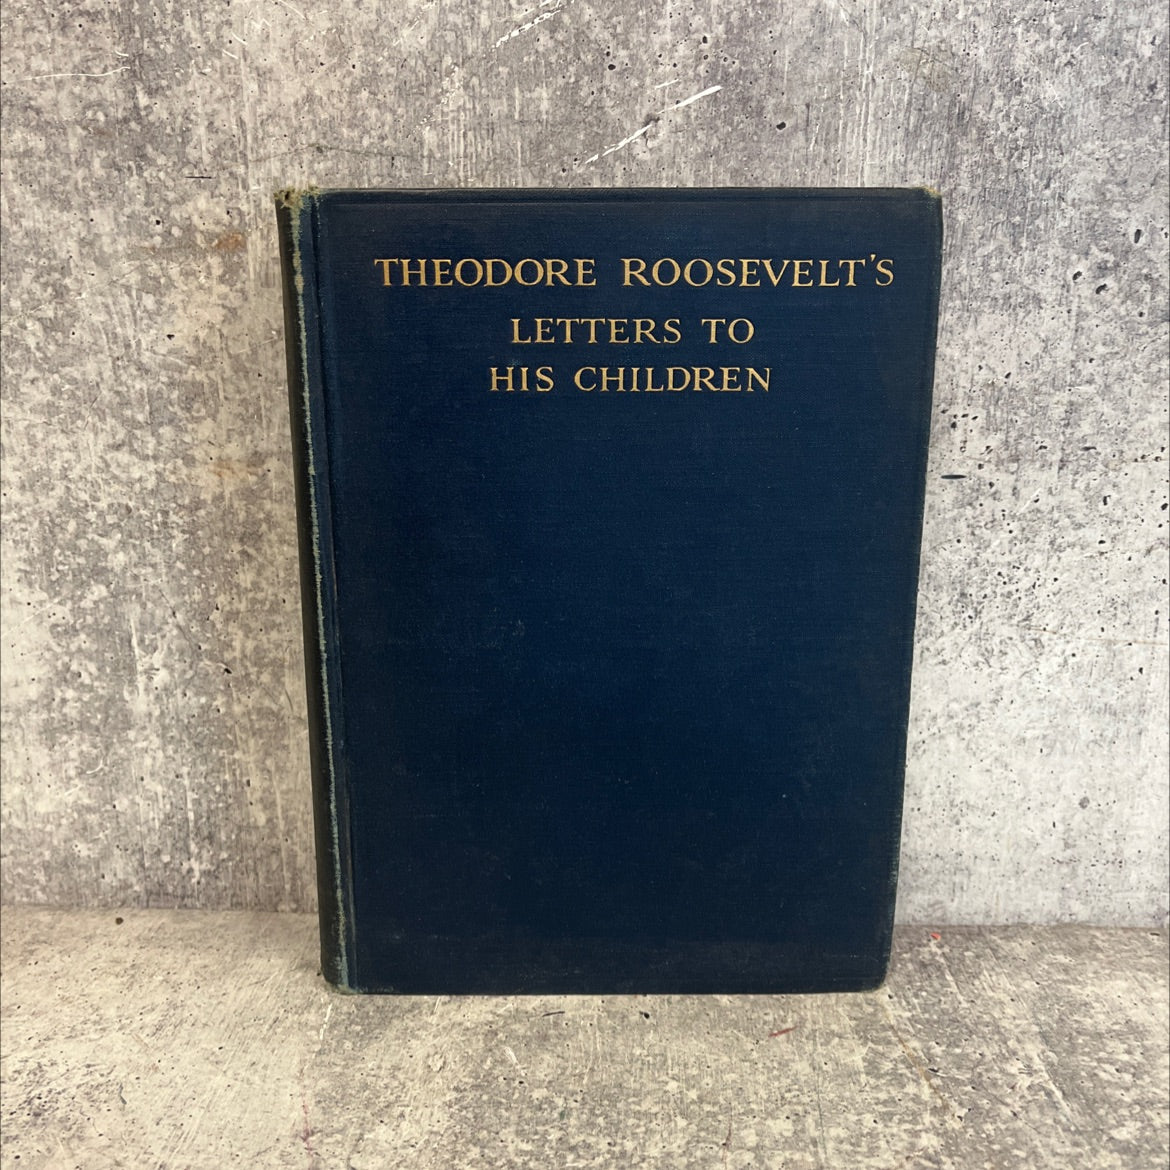 THEODORE ROOSEVELT'S
LETTERS TO
HIS CHILDREN